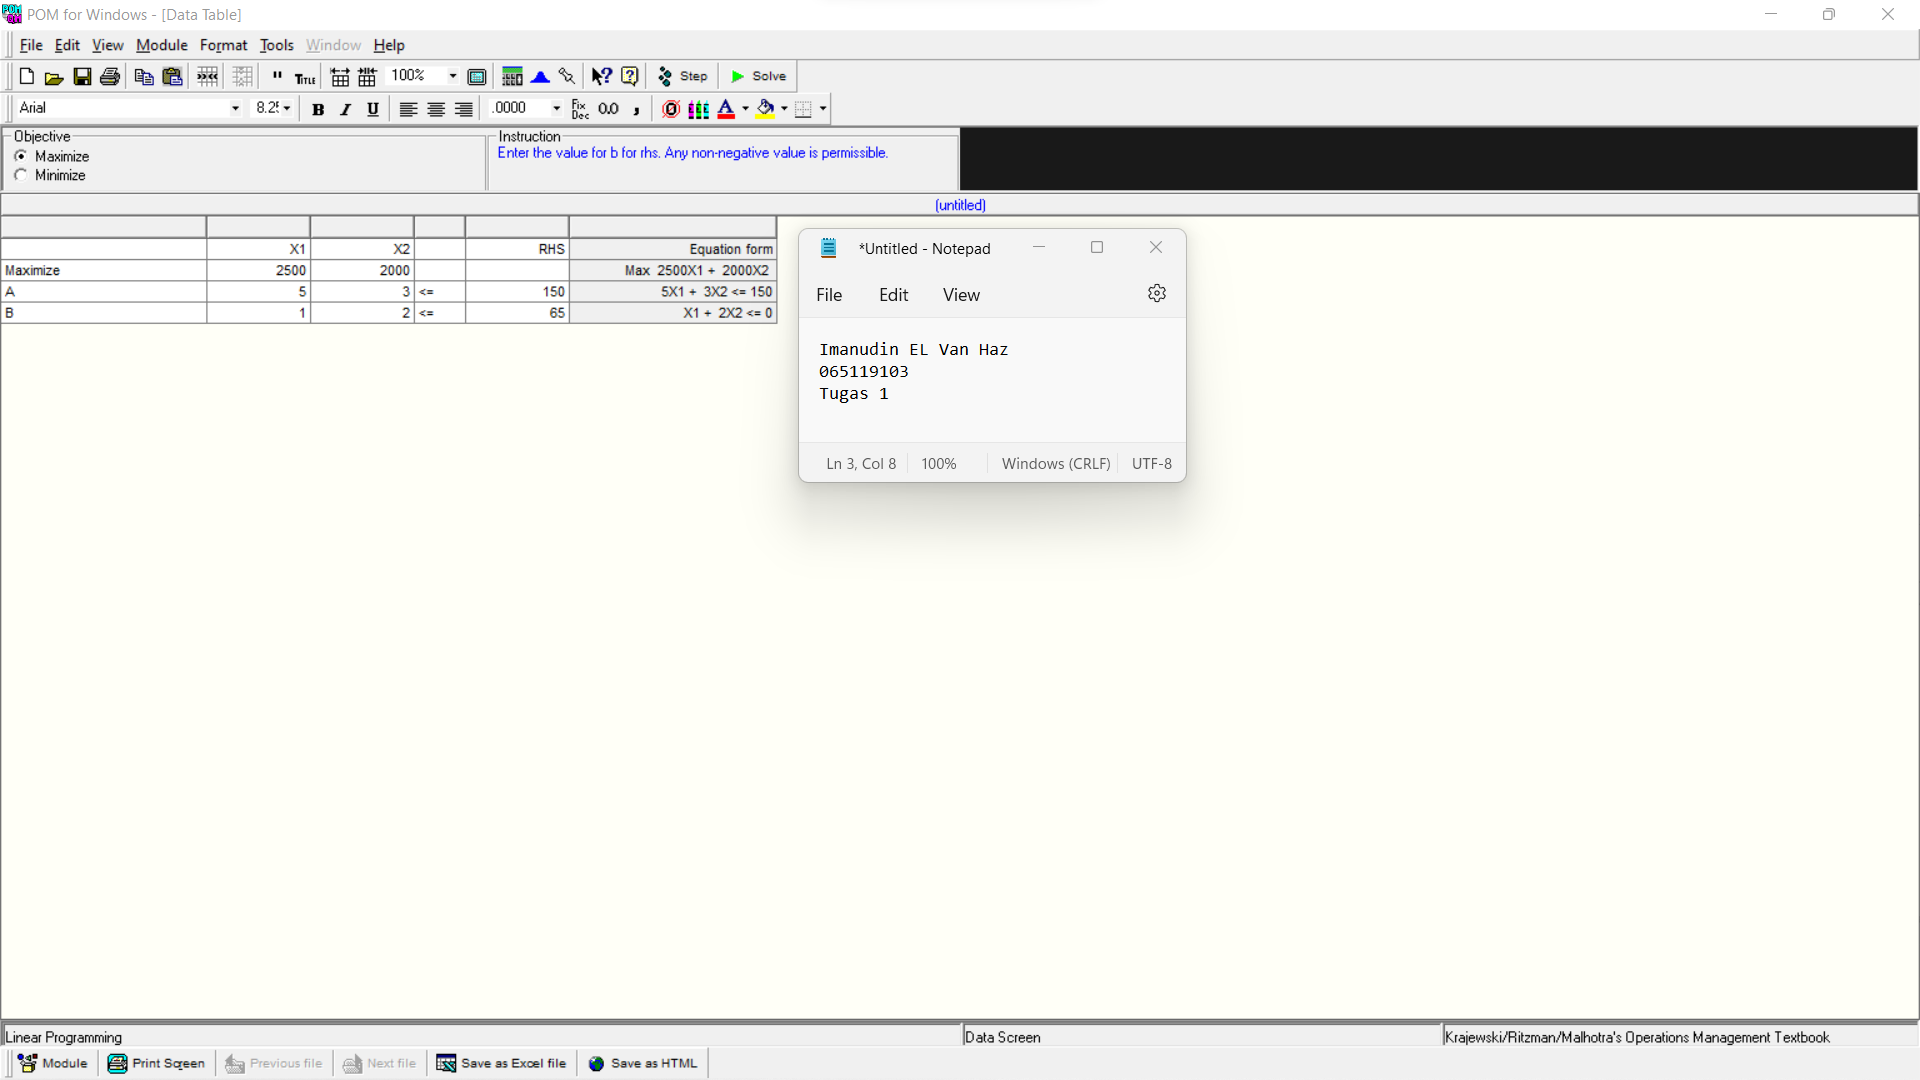 POM for Windows - [Data Table]
File Edit View Module Format Tools Window Help
" TITLE 100% Step Solve
Arial 8.25 B I U .0000 Fix Dec 0.0 , A
Objective
Maximize
Minimize
Instruction
Enter the value for b for rhs. Any non-negative value is permissible.
(untitled)
X1 X2 RHS Equation form
Maximize 2500 2000 Max 2500X1 + 2000X2
A 5 3 <= 150 5X1 + 3X2 <= 150
B 1 2 <= 65 X1 + 2X2 <= 0
*Untitled - Notepad
File Edit View
Imanudin EL Van Haz
065119103
Tugas 1
Ln 3, Col 8 100% Windows (CRLF) UTF-8
Linear Programming Data Screen Krajewski/Ritzman/Malhotra's Operations Management Textbook
Module Print Screen Previous file Next file Save as Excel file Save as HTML